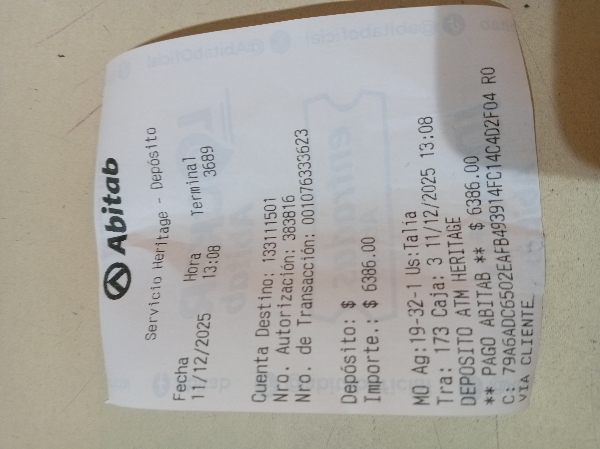 Abitab
Servicio Heritage - Depósito
Fecha Hora Terminal
11/12/2025 13:08 3689
Cuenta Destino: 133111501
Nro. Autorización: 383816
Nro. de Transacción: 001076333623
Depósito: $
Importe.: $ 6386.00
MO Ag:19-32-1 Us:Talia
Tra: 173 Caja: 3 11/12/2025 13:08
DEPOSITO ATM HERITAGE
** PAGO ABITAB ** $ 6386.00
C: 79A6ADC6502EAFB493914FC14C4D2F04 RO
VIA CLIENTE